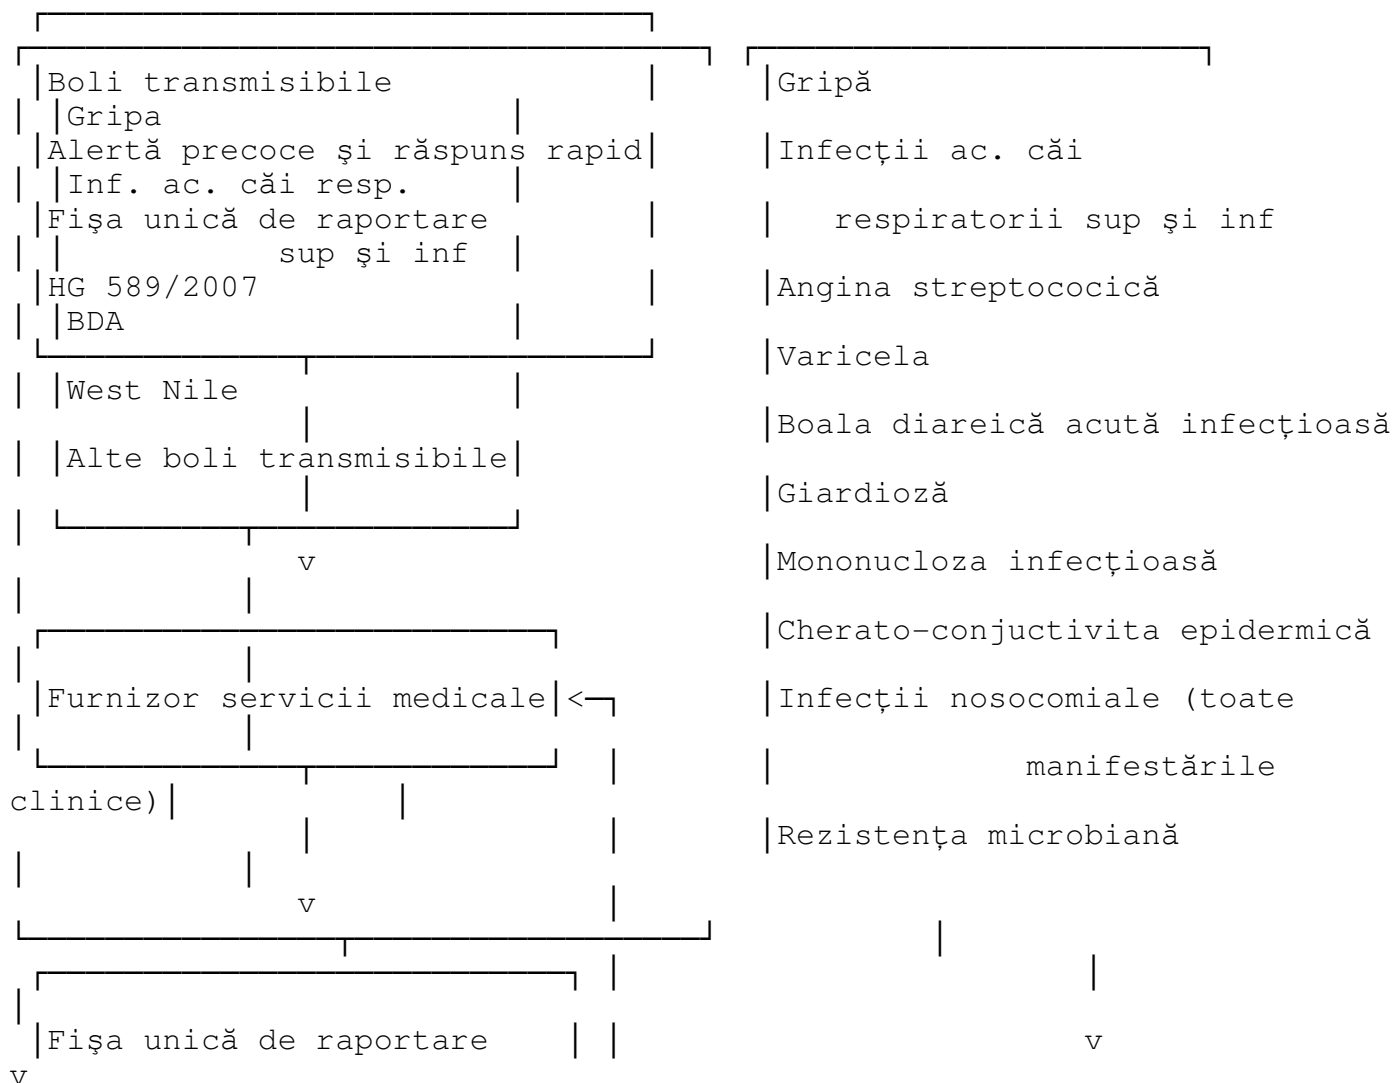 Boli transmisibile Gripă
Gripa
Alertă precoce şi răspuns rapid Infecţii ac. căi
Inf. ac. căi resp.
Fişa unică de raportare respiratorii sup şi inf
sup şi inf
HG 589/2007 Angina streptococică
BDA
Varicela
West Nile
Boala diareică acută infecţioasă
Alte boli transmisibile
Giardioză
v Mononucloza infecţioasă
Cherato-conjuctivita epidermică
Furnizor servicii medicale <─┐ Infecţii nosocomiale (toate
manifestările
clinice)
Rezistenţa microbiană
v
Fişa unică de raportare v
v